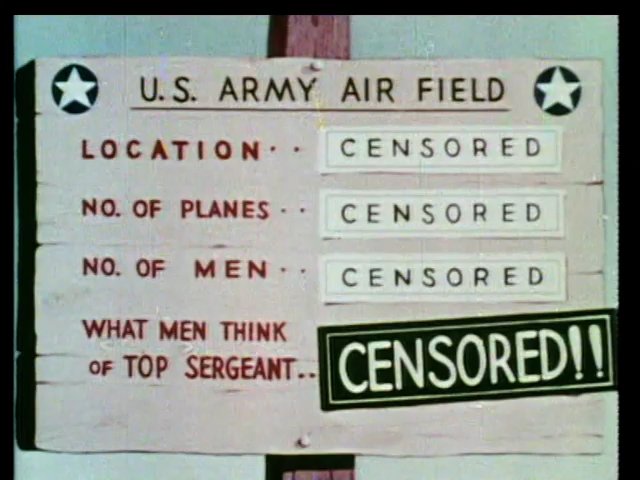 U.S. ARMY AIR FIELD
LOCATION·· CENSORED
NO. OF PLANES·· CENSORED
NO. OF MEN·· CENSORED
WHAT MEN THINK
OF TOP SERGEANT.. CENSORED!!